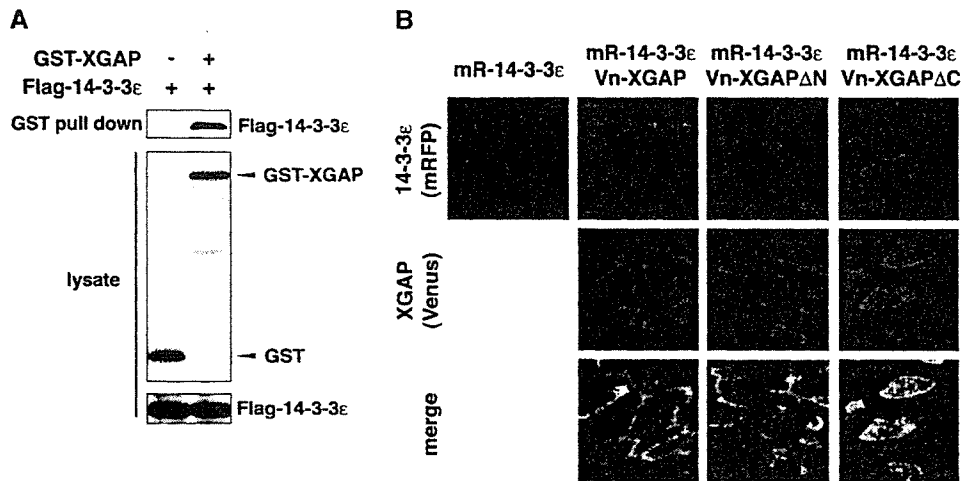 A
GST-XGAP - +
Flag-14-3-3ε + +
GST pull down
Flag-14-3-3ε
GST-XGAP
lysate
GST
Flag-14-3-3ε
B
mR-14-3-3ε
mR-14-3-3ε
Vn-XGAP
mR-14-3-3ε
Vn-XGAPΔN
mR-14-3-3ε
Vn-XGAPΔC
14-3-3ε
(mRFP)
XGAP
(Venus)
merge